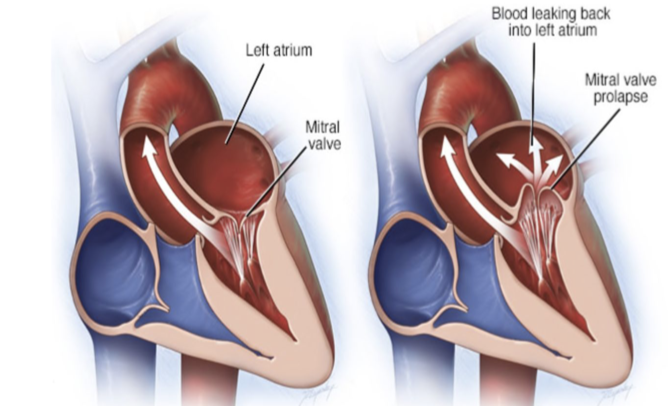 Left atrium
Mitral
valve
Blood leaking back
into left atrium
Mitral valve
prolapse